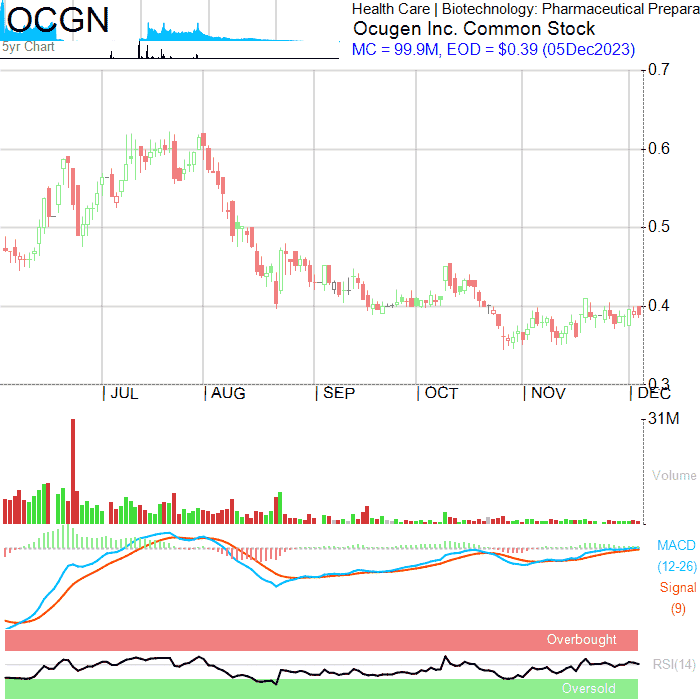 OCGN
Health Care | Biotechnology: Pharmaceutical Prepara
Ocugen Inc. Common Stock
5yr Chart
MC = 99.9M, EOD = $0.39 (05Dec2023)
0.7
0.6
0.5
0.4
0.3
| JUL | AUG | SEP | OCT | NOV | DEC
31M
Volume
MACD
(12-26)
Signal
(9)
Overbought
RSI(14)
Oversold